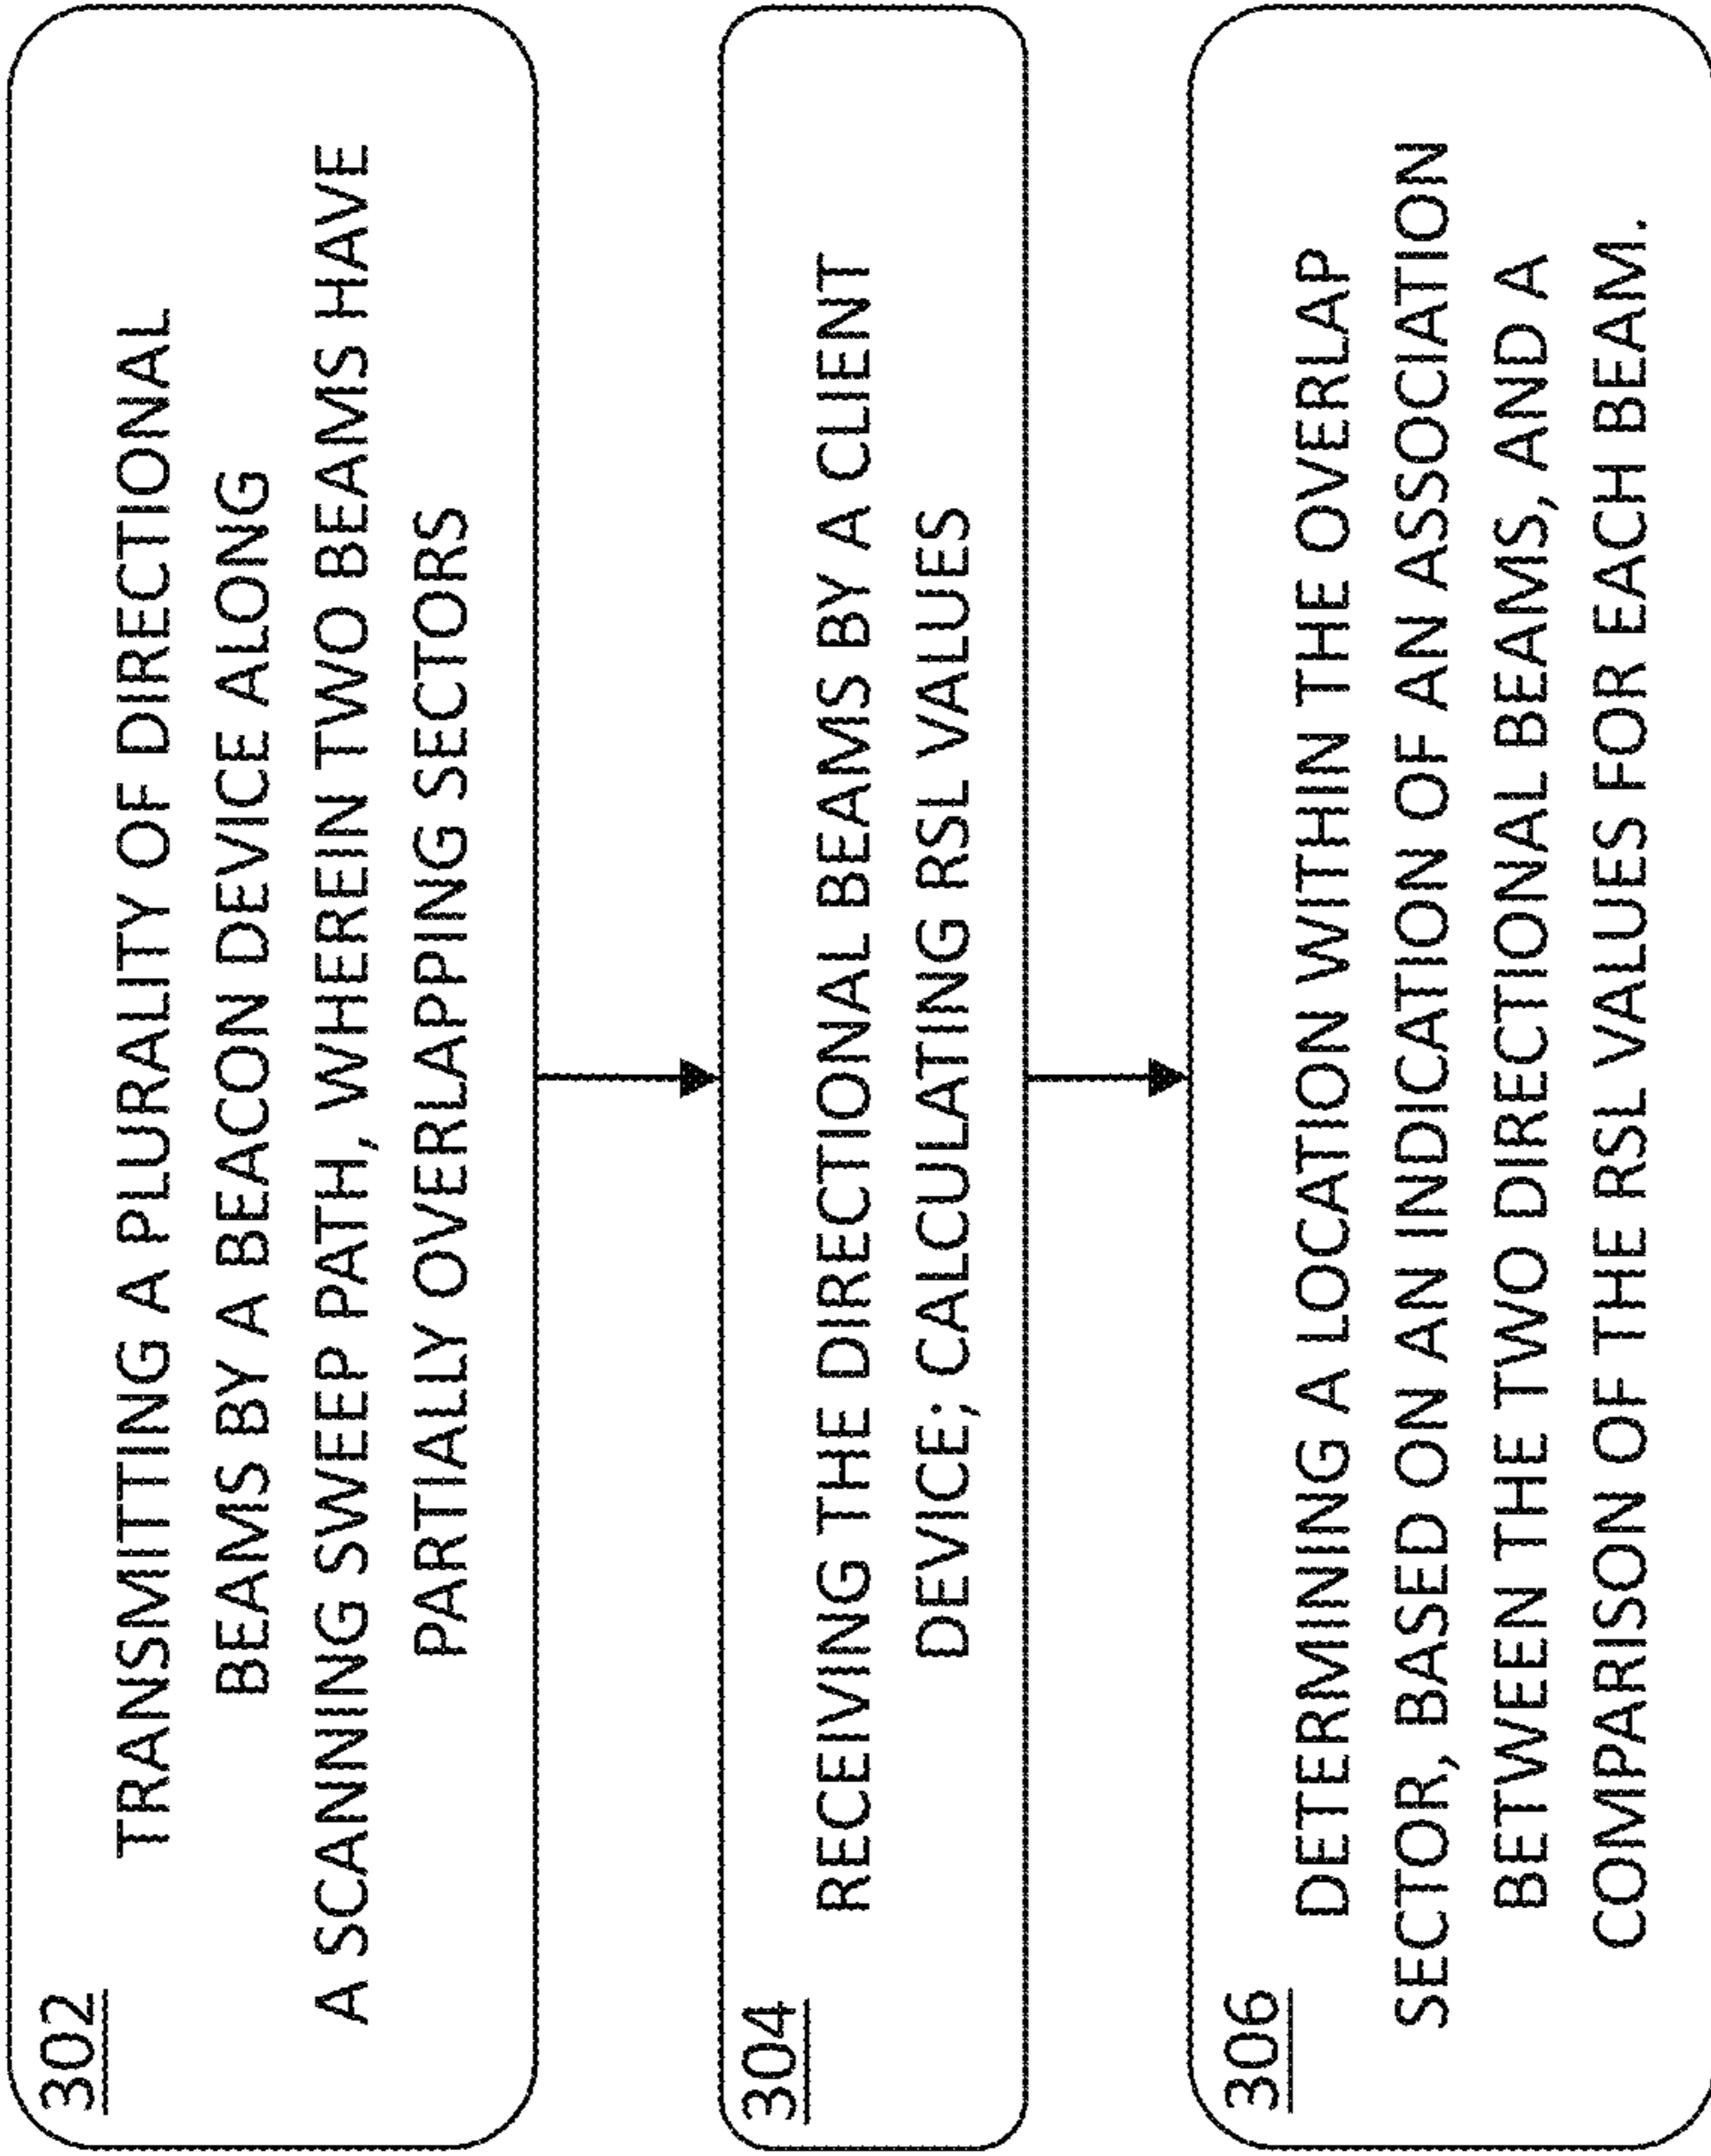 302
TRANSMITTING A PLURALITY OF DIRECTIONAL
BEAMS BY A BEACON DEVICE ALONG
A SCANNING SWEEP PATH, WHEREIN TWO BEAMS HAVE
PARTIALLY OVERLAPPING SECTORS
304
RECEIVING THE DIRECTIONAL BEAMS BY A CLIENT
DEVICE; CALCULATING RSL VALUES
306
DETERMINING A LOCATION WITHIN THE OVERLAP
SECTOR, BASED ON AN INDICATION OF AN ASSOCIATION
BETWEEN THE TWO DIRECTIONAL BEAMS, AND A
COMPARISON OF THE RSL VALUES FOR EACH BEAM.